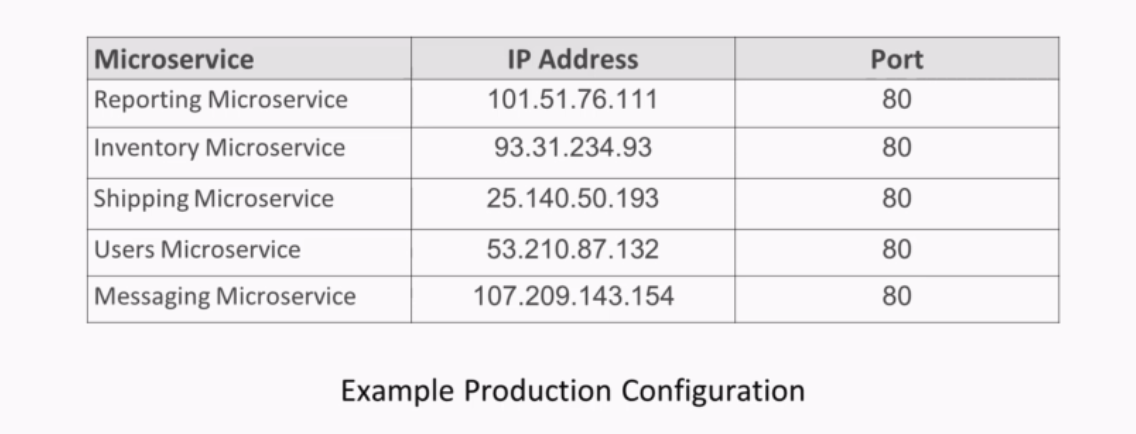 Microservice IP Address Port
Reporting Microservice 101.51.76.111 80
Inventory Microservice 93.31.234.93 80
Shipping Microservice 25.140.50.193 80
Users Microservice 53.210.87.132 80
Messaging Microservice 107.209.143.154 80
Example Production Configuration